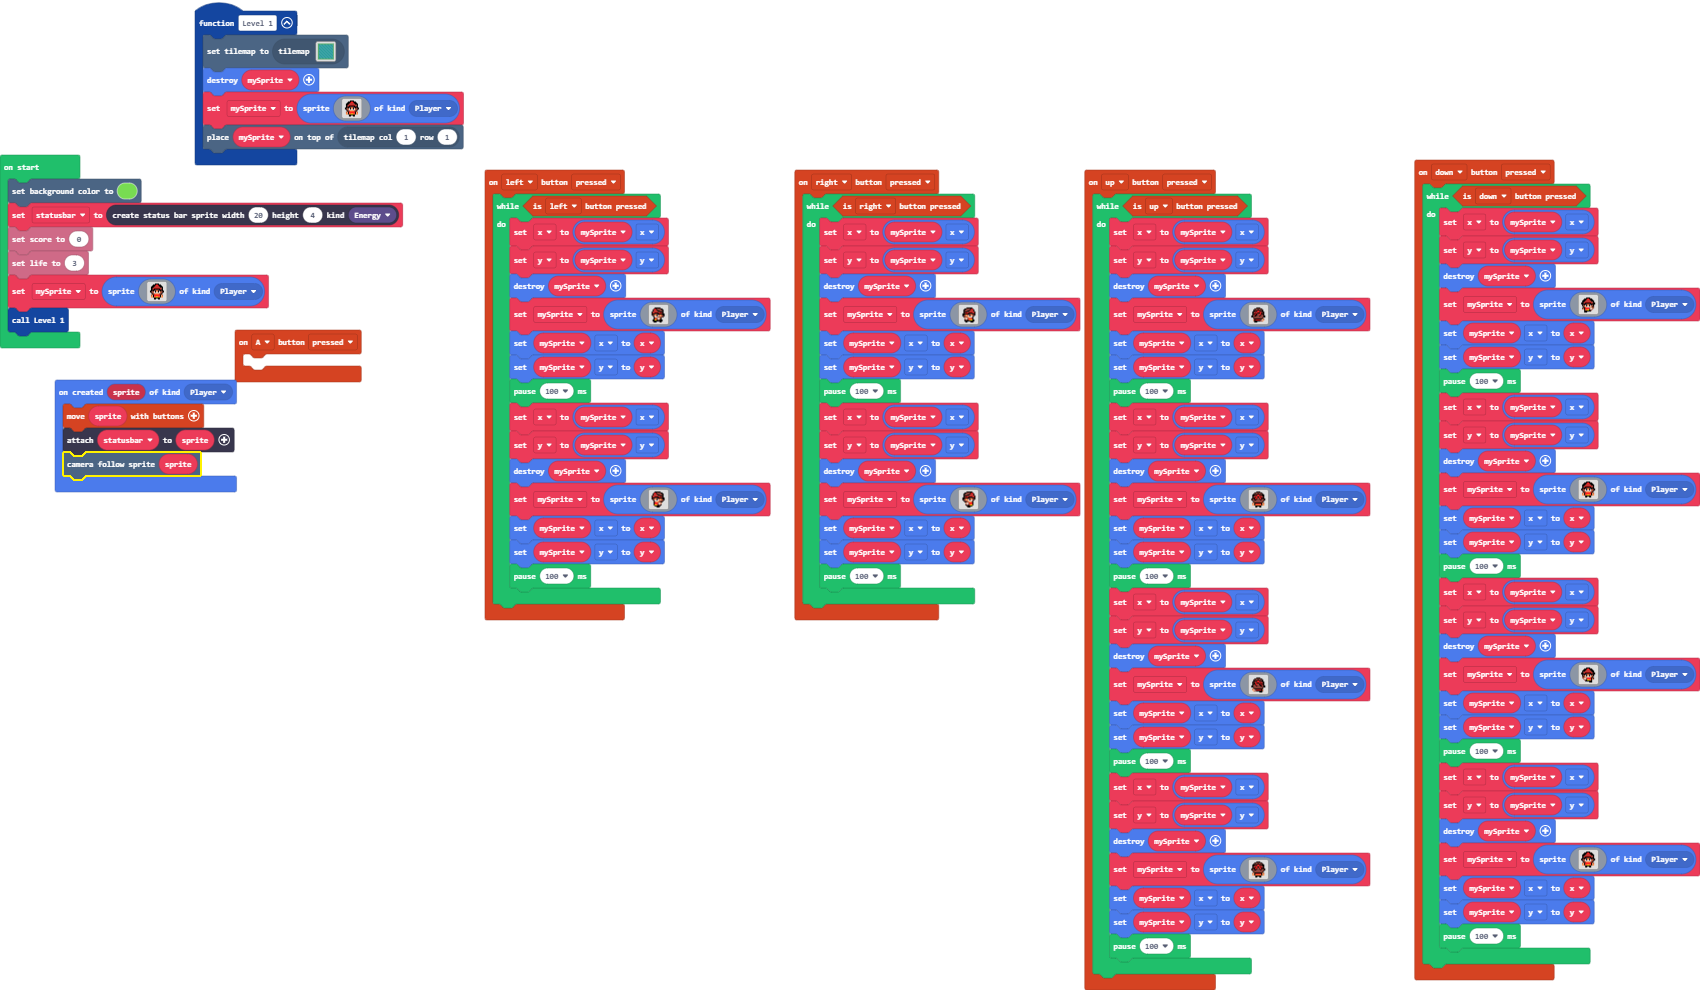 function Level 1
set tilemap to tilemap
destroy mySprite
set mySprite to sprite of kind Player
place mySprite on top of tilemap col 1 row 1
on start
set background color to
set statusbar to create status bar sprite width 20 height 4 kind Energy
set score to 0
set life to 3
set mySprite to sprite of kind Player
call Level 1
on A button pressed
on created sprite of kind Player
move sprite with buttons
attach statusbar to sprite
camera follow sprite sprite
on left button pressed
while is left button pressed
do
set x to mySprite x
set y to mySprite y
destroy mySprite
set mySprite to sprite of kind Player
set mySprite x to x
set mySprite y to y
pause 100 ms
set x to mySprite x
set y to mySprite y
destroy mySprite
set mySprite to sprite of kind Player
set mySprite x to x
set mySprite y to y
pause 100 ms
on right button pressed
while is right button pressed
do
set x to mySprite x
set y to mySprite y
destroy mySprite
set mySprite to sprite of kind Player
set mySprite x to x
set mySprite y to y
pause 100 ms
set x to mySprite x
set y to mySprite y
destroy mySprite
set mySprite to sprite of kind Player
set mySprite x to x
set mySprite y to y
pause 100 ms
on up button pressed
while is up button pressed
do
set x to mySprite x
set y to mySprite y
destroy mySprite
set mySprite to sprite of kind Player
set mySprite x to x
set mySprite y to y
pause 100 ms
set x to mySprite x
set y to mySprite y
destroy mySprite
set mySprite to sprite of kind Player
set mySprite x to x
set mySprite y to y
pause 100 ms
set x to mySprite x
set y to mySprite y
destroy mySprite
set mySprite to sprite of kind Player
set mySprite x to x
set mySprite y to y
pause 100 ms
set x to mySprite x
set y to mySprite y
destroy mySprite
set mySprite to sprite of kind Player
set mySprite x to x
set mySprite y to y
pause 100 ms
on down button pressed
while is down button pressed
do
set x to mySprite x
set y to mySprite y
destroy mySprite
set mySprite to sprite of kind Player
set mySprite x to x
set mySprite y to y
pause 100 ms
set x to mySprite x
set y to mySprite y
destroy mySprite
set mySprite to sprite of kind Player
set mySprite x to x
set mySprite y to y
pause 100 ms
set x to mySprite x
set y to mySprite y
destroy mySprite
set mySprite to sprite of kind Player
set mySprite x to x
set mySprite y to y
pause 100 ms
set x to mySprite x
set y to mySprite y
destroy mySprite
set mySprite to sprite of kind Player
set mySprite x to x
set mySprite y to y
pause 100 ms